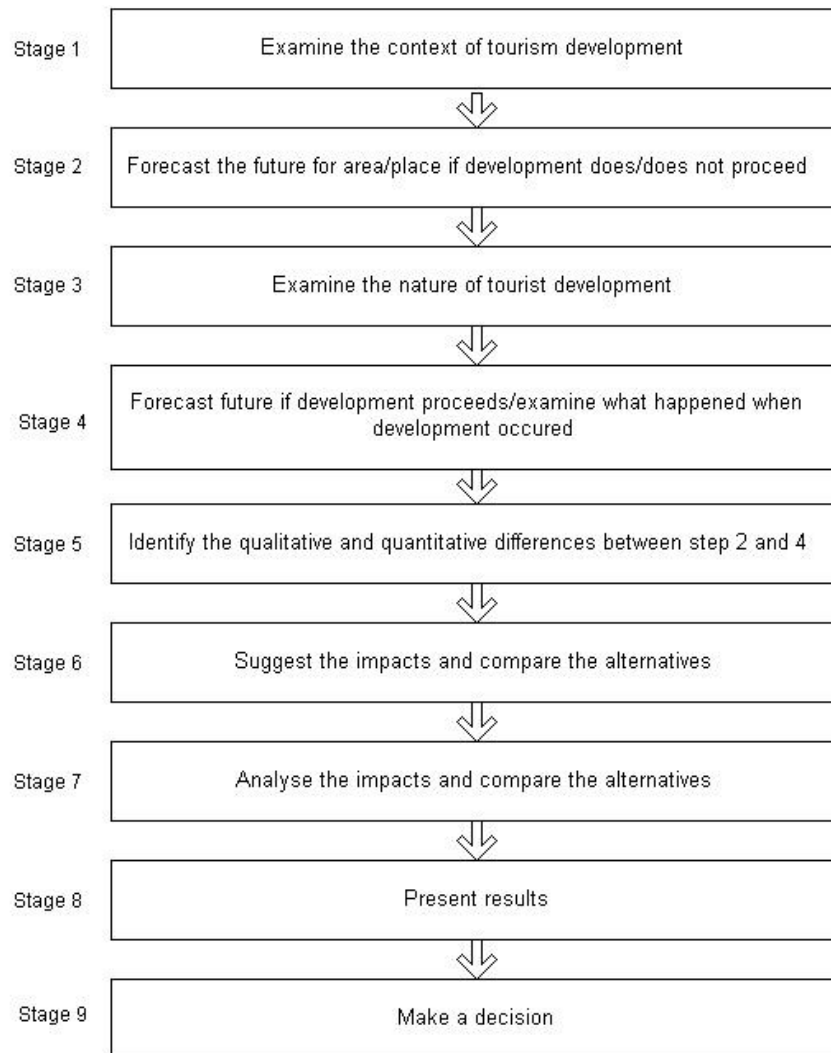 Stage 1
Examine the context of tourism development
Stage 2
Forecast the future for area/place if development does/does not proceed
Stage 3
Examine the nature of tourist development
Stage 4
Forecast future if development proceeds/examine what happened when
development occured
Stage 5
Identify the qualitative and quantitative differences between step 2 and 4
Stage 6
Suggest the impacts and compare the alternatives
Stage 7
Analyse the impacts and compare the alternatives
Stage 8
Present results
Stage 9
Make a decision